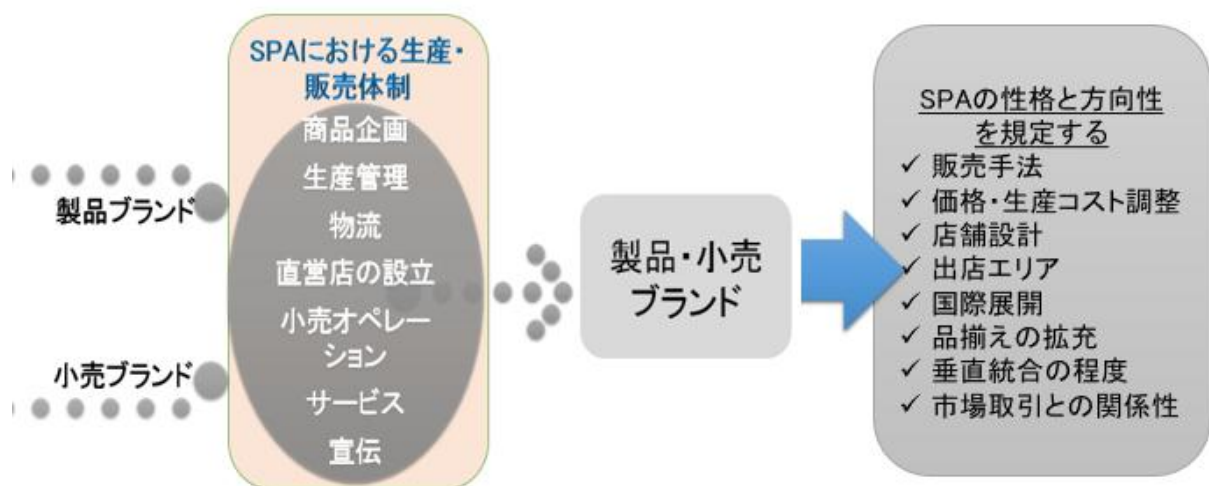 製品ブランド
小売ブランド
SPAにおける生産・
販売体制
商品企画
生産管理
物流
直営店の設立
小売オペレー
ション
サービス
宣伝
製品・小売
ブランド
SPAの性格と方向性
を規定する
✓ 販売手法
✓ 価格・生産コスト調整
✓ 店舗設計
✓ 出店エリア
✓ 国際展開
✓ 品揃えの拡充
✓ 垂直統合の程度
✓ 市場取引との関係性